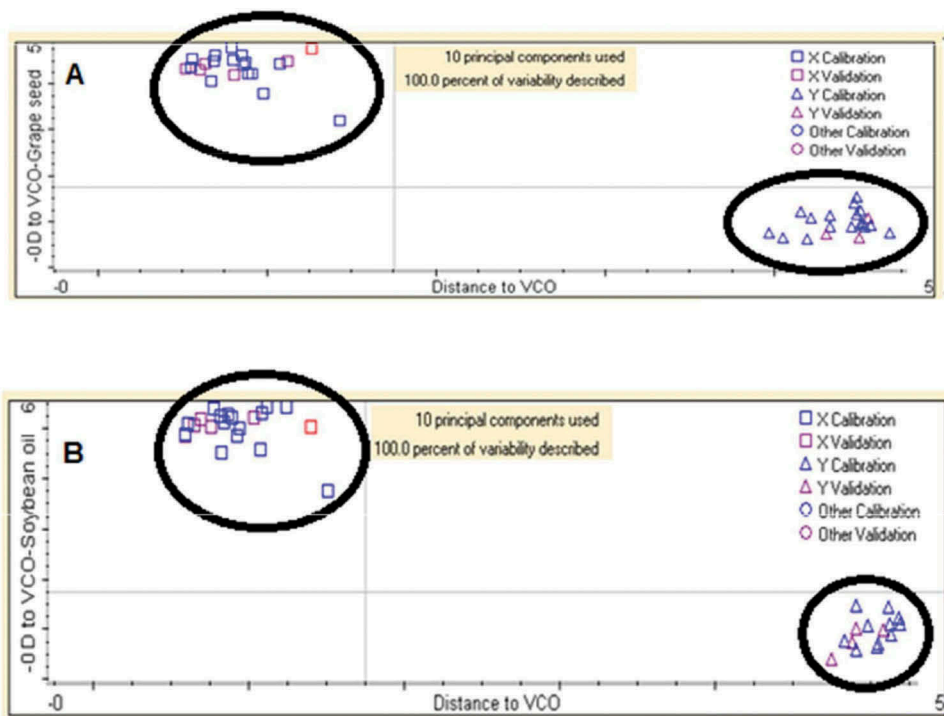 A
5
-0D to VCO-Grape seed
10 principal components used
100.0 percent of variability described
X Calibration
X Validation
Y Calibration
Y Validation
Other Calibration
Other Validation
-0
Distance to VCO
5
B
6
-0D to VCO-Soybean oil
10 principal components used
100.0 percent of variability described
X Calibration
X Validation
Y Calibration
Y Validation
Other Calibration
Other Validation
-0
Distance to VCO
5